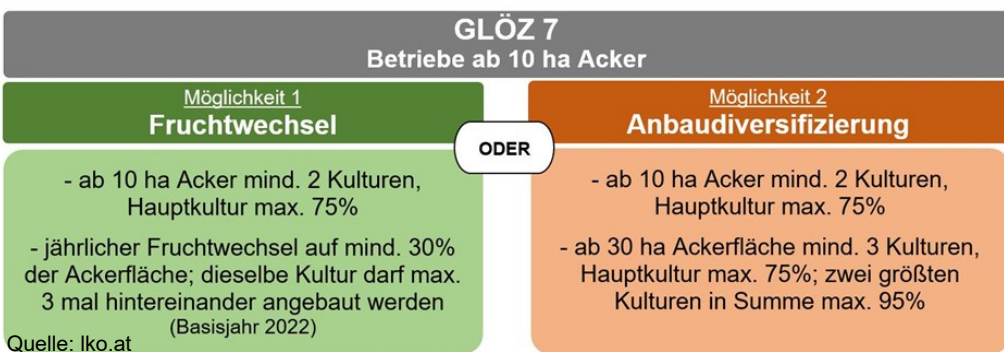 GLÖZ 7
Betriebe ab 10 ha Acker
Möglichkeit 1
Fruchtwechsel
- ab 10 ha Acker mind. 2 Kulturen,
Hauptkultur max. 75%
- jährlicher Fruchtwechsel auf mind. 30%
der Ackerfläche; dieselbe Kultur darf max.
3 mal hintereinander angebaut werden
(Basisjahr 2022)
ODER
Möglichkeit 2
Anbaudiversifizierung
- ab 10 ha Acker mind. 2 Kulturen,
Hauptkultur max. 75%
- ab 30 ha Ackerfläche mind. 3 Kulturen,
Hauptkultur max. 75%; zwei größten
Kulturen in Summe max. 95%
Quelle: lko.at